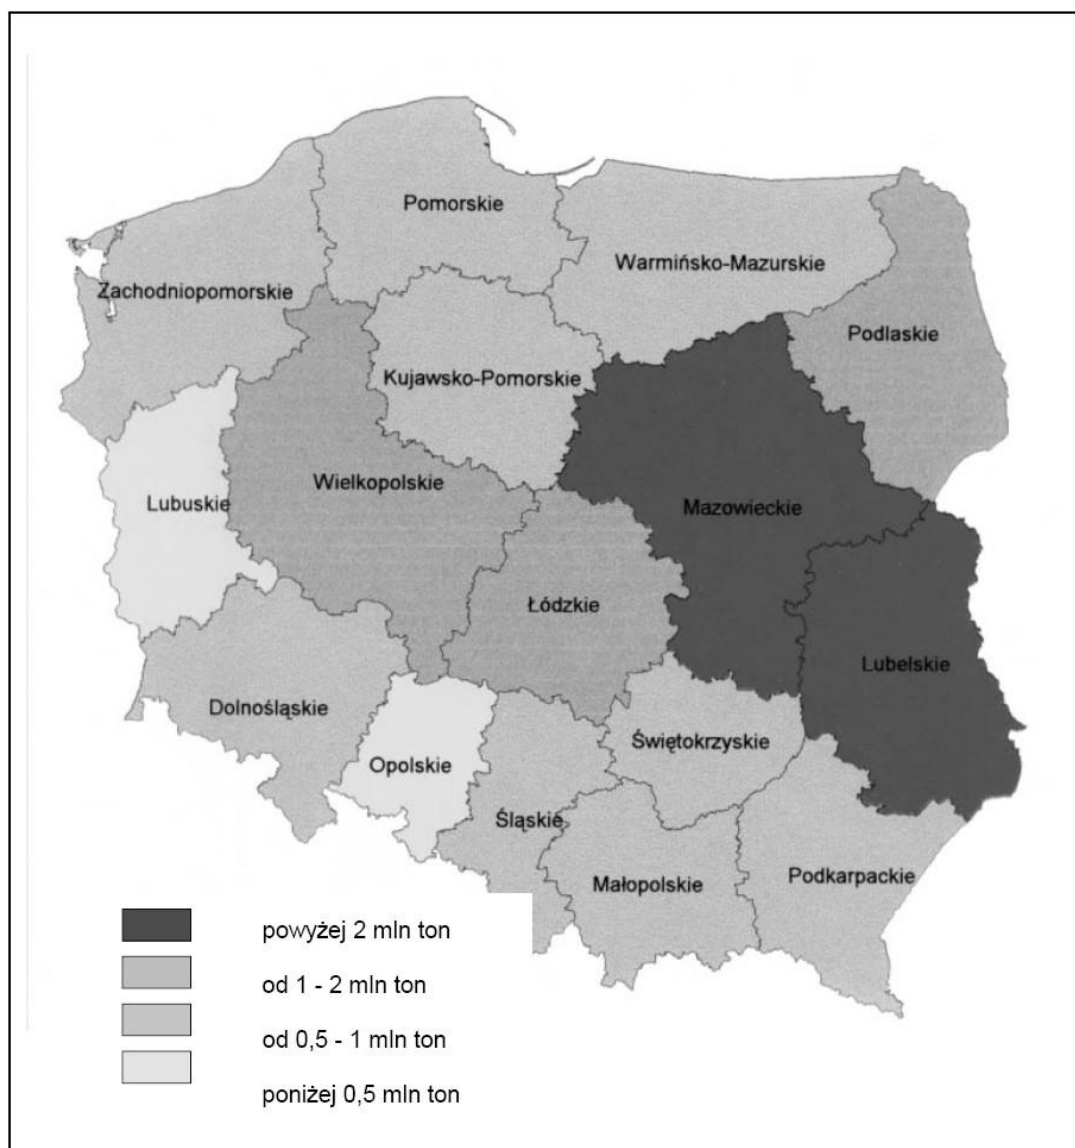 Pomorskie
Warmińsko-Mazurskie
Zachodniopomorskie
Podlaskie
Kujawsko-Pomorskie
Wielkopolskie
Lubuskie
Mazowieckie
Łódzkie
Lubelskie
Dolnośląskie
Świętokrzyskie
Opolskie
Śląskie
Małopolskie
Podkarpackie
powyżej 2 mln ton
od 1 - 2 mln ton
od 0,5 - 1 mln ton
poniżej 0,5 mln ton